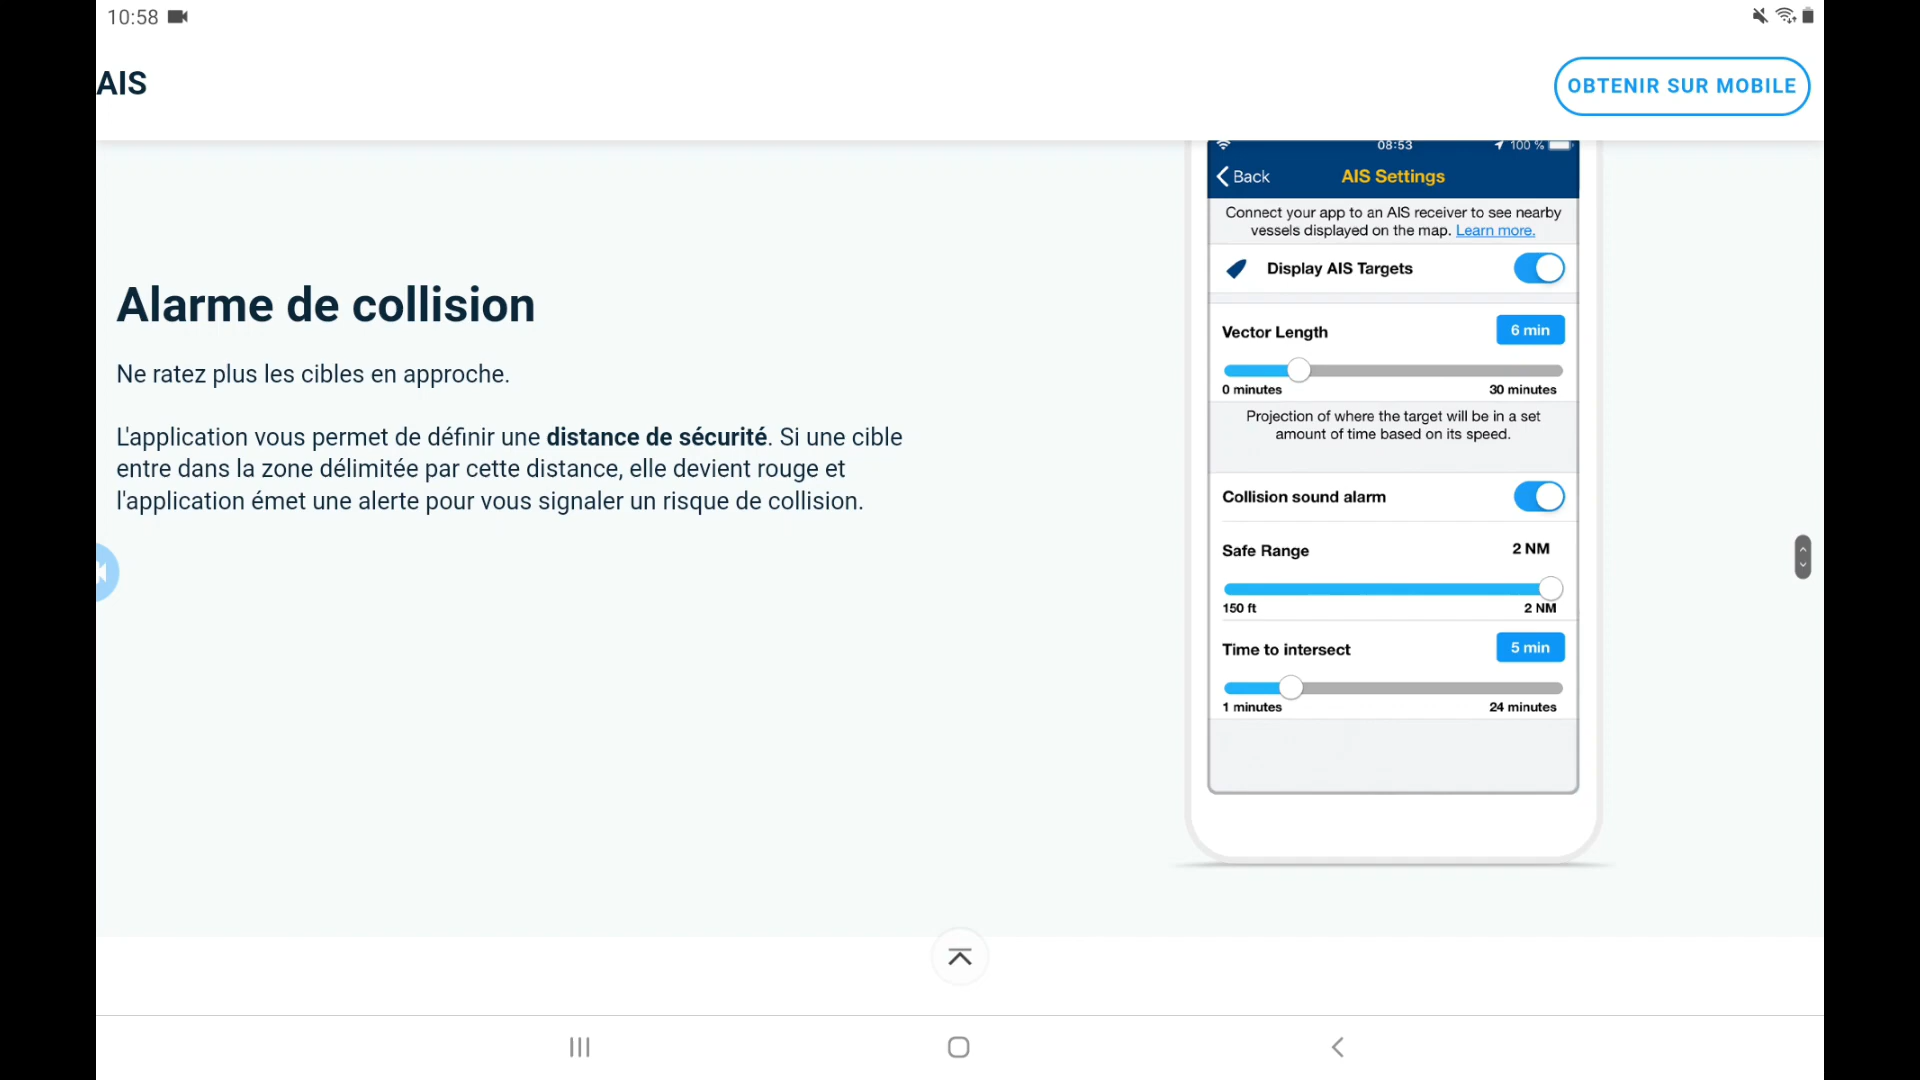 10:58
AIS
OBTENIR SUR MOBILE
Alarme de collision
Ne ratez plus les cibles en approche.
L'application vous permet de définir une distance de sécurité. Si une cible
entre dans la zone délimitée par cette distance, elle devient rouge et
l'application émet une alerte pour vous signaler un risque de collision.
08:53
100 %
Back
AIS Settings
Connect your app to an AIS receiver to see nearby
vessels displayed on the map. Learn more.
Display AIS Targets
Vector Length
6 min
0 minutes
30 minutes
Projection of where the target will be in a set
amount of time based on its speed.
Collision sound alarm
Safe Range
2 NM
150 ft
2 NM
Time to intersect
5 min
1 minutes
24 minutes